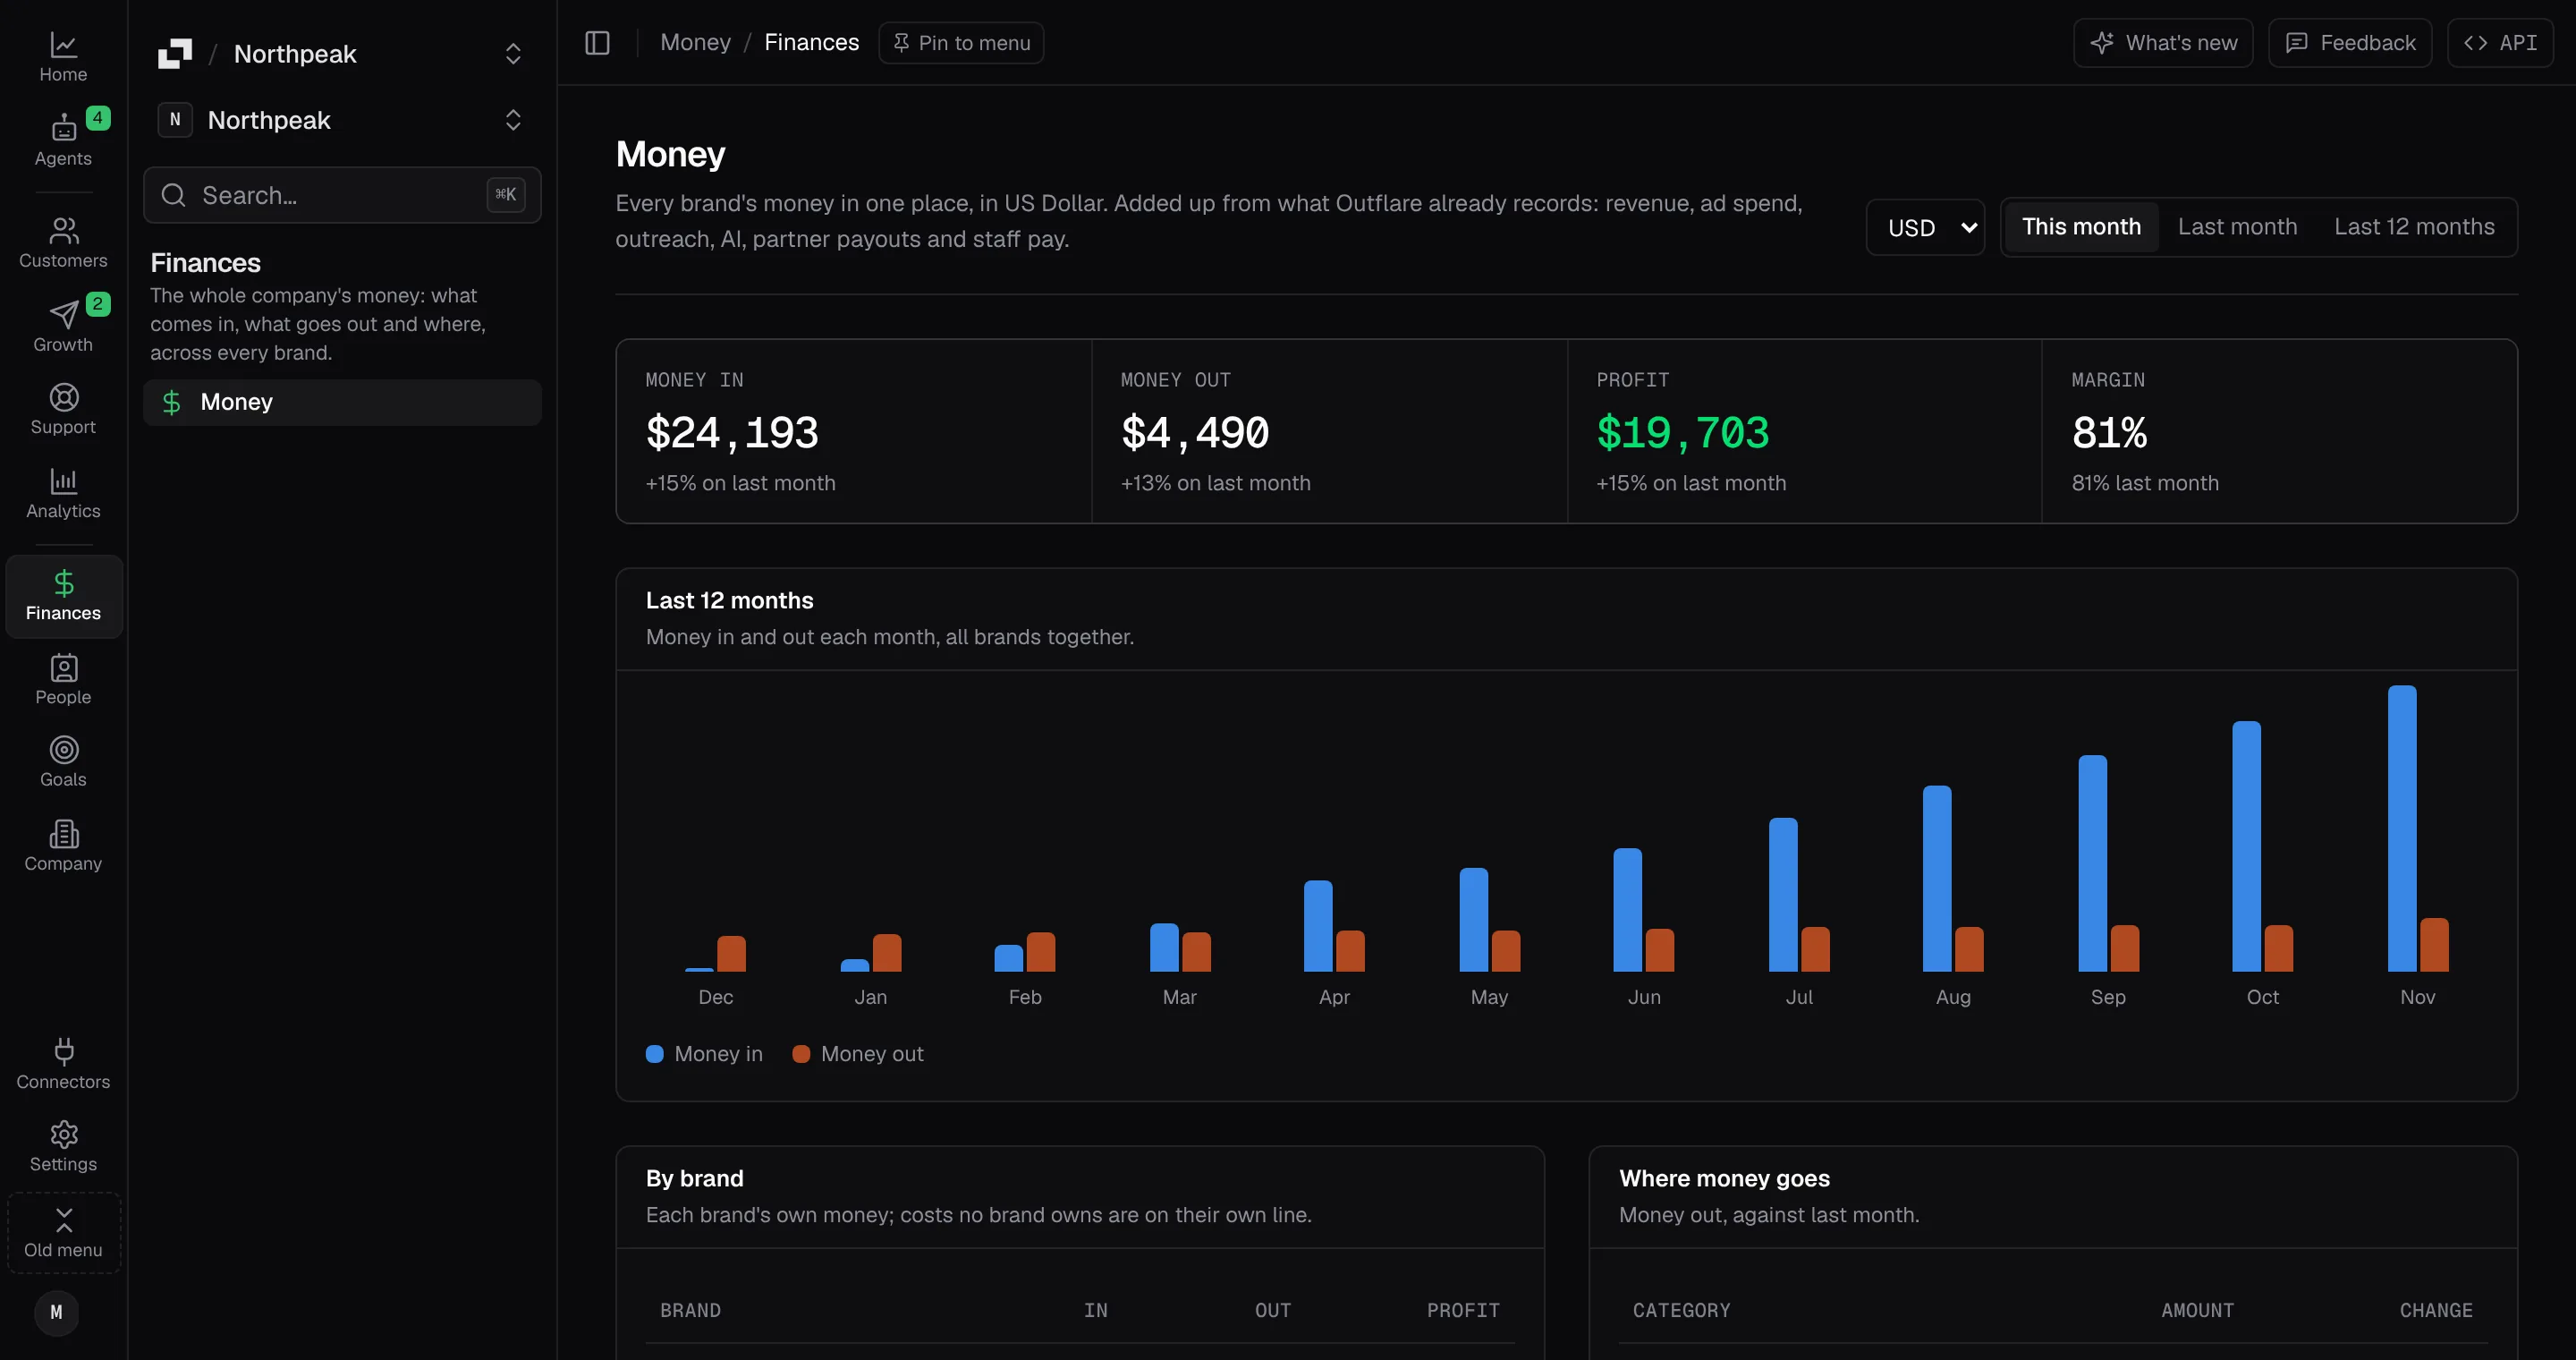 Home
Agents
4
Customers
Growth
2
Support
Analytics
Finances
People
Goals
Company
Connectors
Settings
Old menu
M
/ Northpeak
N Northpeak
Search... ⌘K
Finances
The whole company's money: what
comes in, what goes out and where,
across every brand.
Money
Money / Finances
Pin to menu
What's new
Feedback
API
Money
Every brand's money in one place, in US Dollar. Added up from what Outflare already records: revenue, ad spend,
outreach, AI, partner payouts and staff pay.
USD
This month
Last month
Last 12 months
MONEY IN
$24,193
+15% on last month
MONEY OUT
$4,490
+13% on last month
PROFIT
$19,703
+15% on last month
MARGIN
81%
81% last month
Last 12 months
Money in and out each month, all brands together.
Dec Jan Feb Mar Apr May Jun Jul Aug Sep Oct Nov
Money in Money out
By brand
Each brand's own money; costs no brand owns are on their own line.
BRAND IN OUT PROFIT
Where money goes
Money out, against last month.
CATEGORY AMOUNT CHANGE